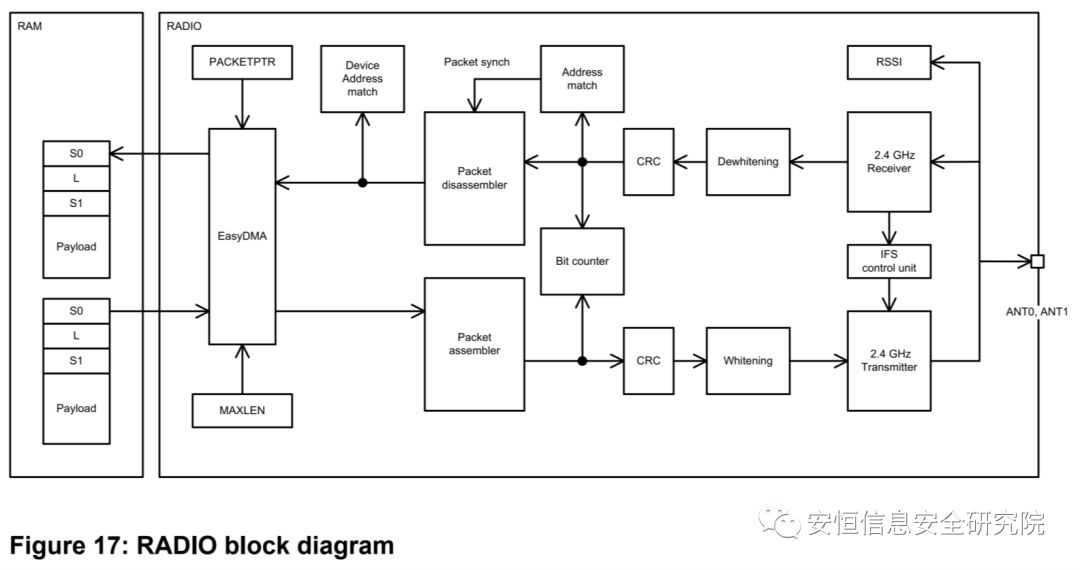 RAM
RADIO
PACKETPTR
Device
Address
match
Packet synch
Address
match
RSSI
S0
L
S1
Payload
EasyDMA
Packet
disassembler
CRC
Dewhitening
2.4 GHz
Receiver
Bit counter
IFS
control unit
ANT0, ANT1
S0
L
S1
Payload
Packet
assembler
CRC
Whitening
2.4 GHz
Transmitter
MAXLEN
安恒信息安全研究院
Figure 17: RADIO block diagram